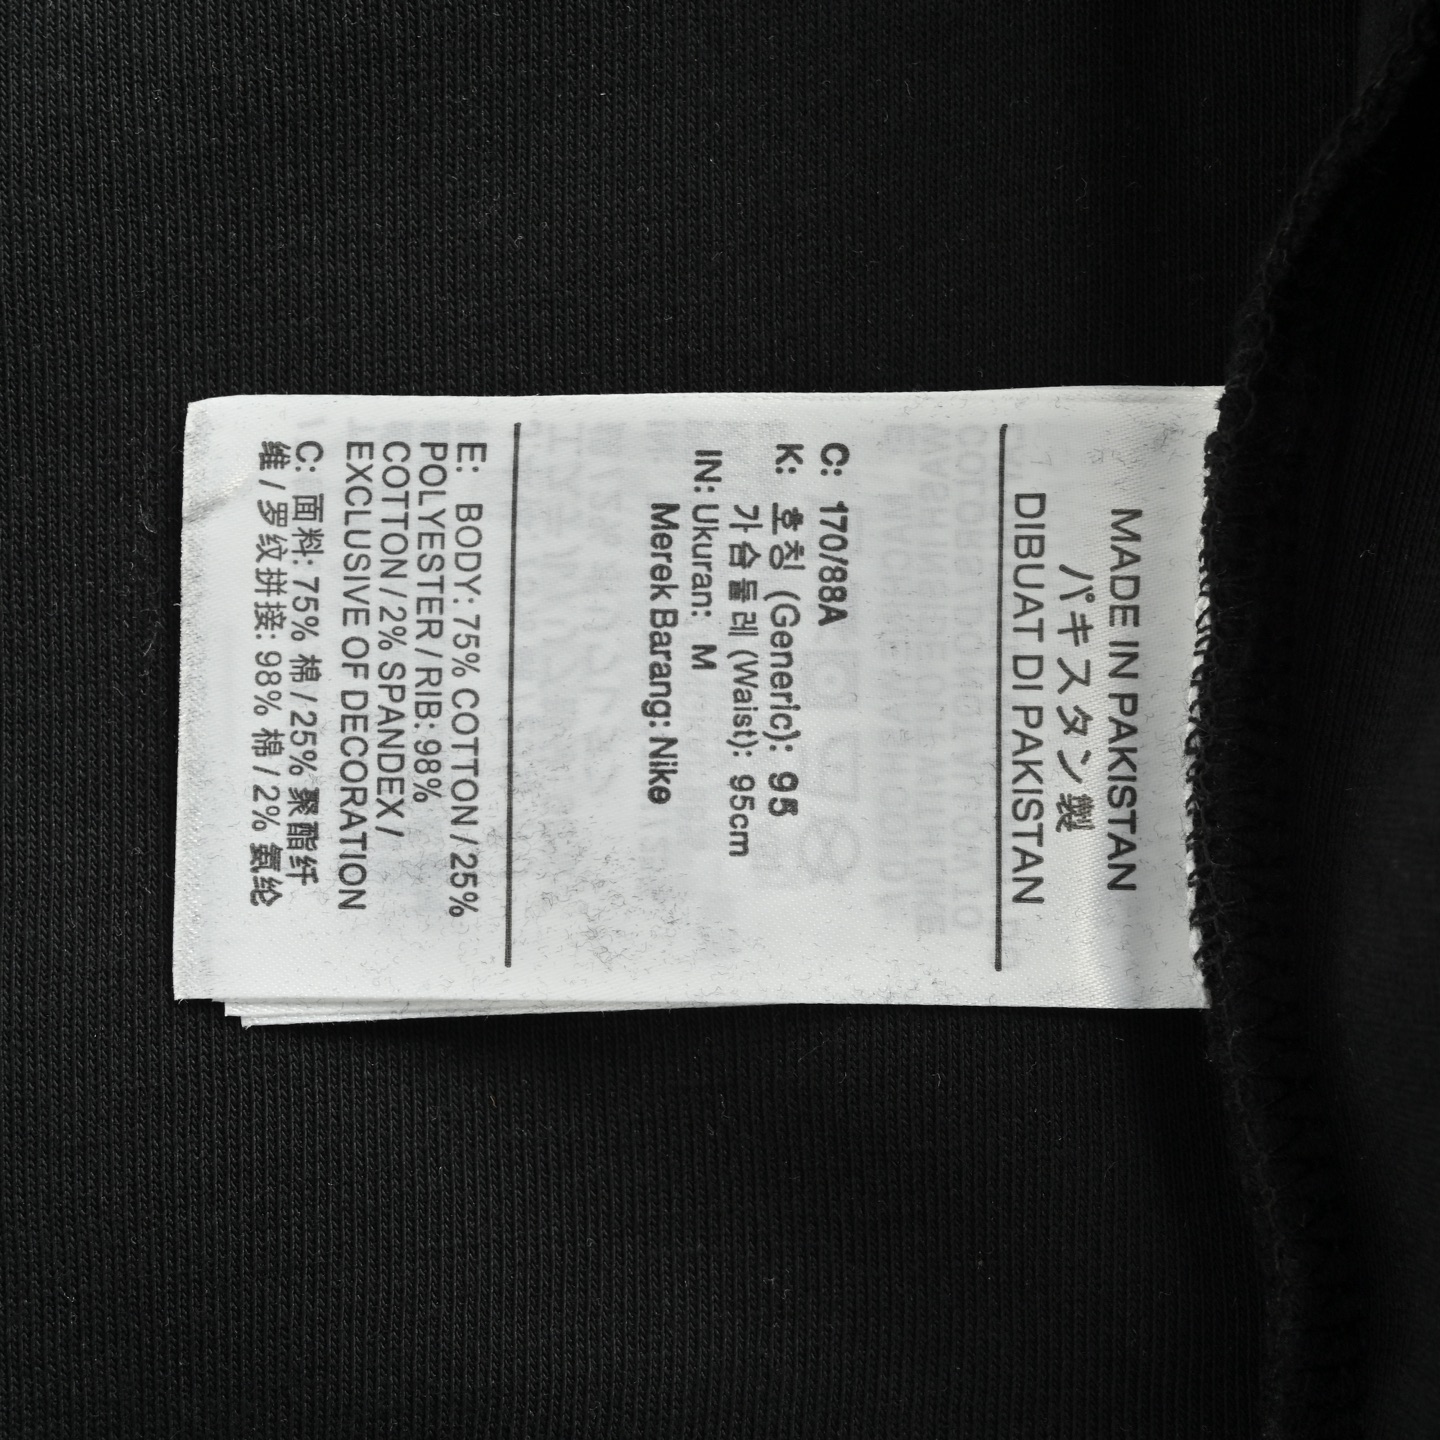 MADE IN PAKISTAN
パキスタン製
DIBUAT DI PAKISTAN
C: 170/88A
K: 호칭 (Generic): 95
가슴둘레 (Waist): 95cm
IN: Ukuran: M
Merek Barang: Nike
E: BODY: 75% COTTON / 25%
POLYESTER / RIB: 98%
COTTON / 2% SPANDEX /
EXCLUSIVE OF DECORATION
C: 面料: 75% 棉 / 25% 聚酯纤
维 / 罗纹拼接: 98% 棉 / 2% 氨纶